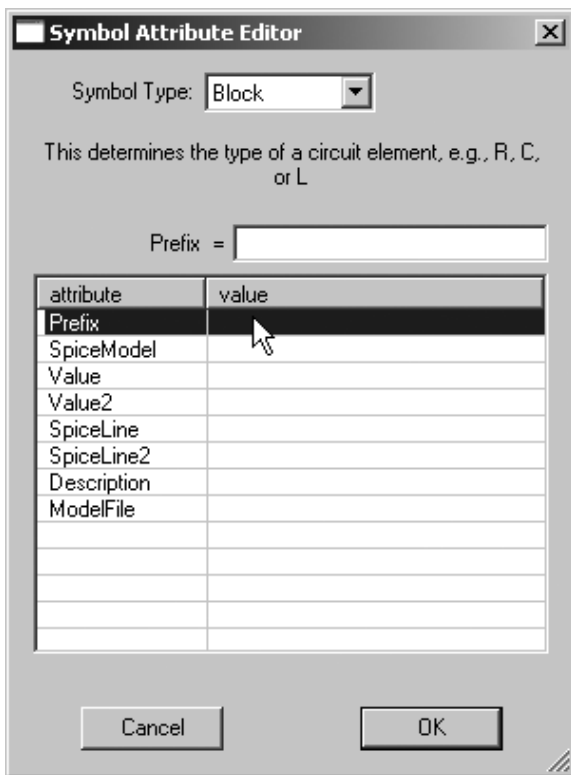 Symbol Attribute Editor
Symbol Type: Block
This determines the type of a circuit element, e.g., R, C,
or L
Prefix =
attribute value
Prefix
SpiceModel
Value
Value2
SpiceLine
SpiceLine2
Description
ModelFile
Cancel OK